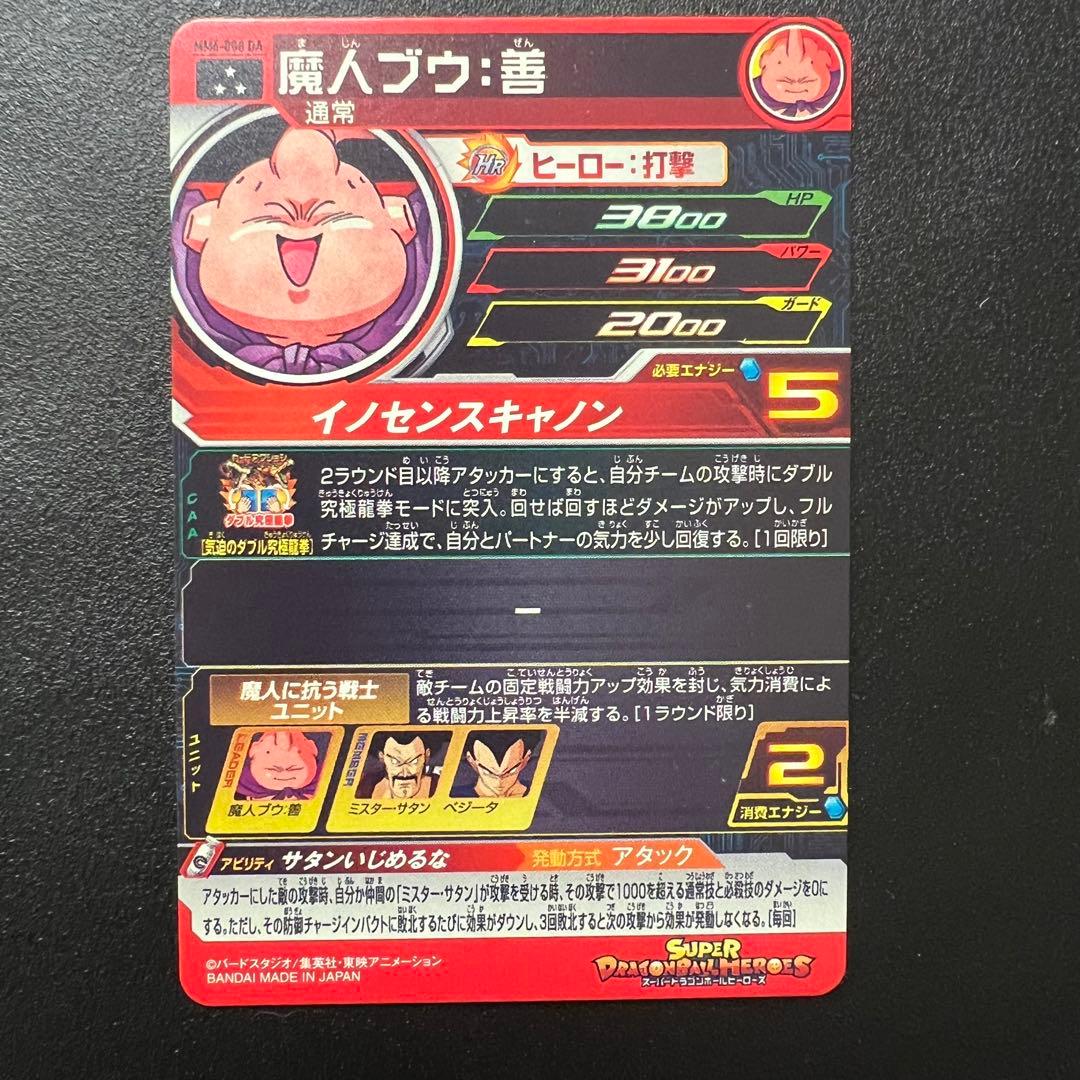 MM6-008 DA
魔人ブウ:善
通常
HR ヒーロー:打撃
HP
3800
パワー
3100
ガード
2000
必要エナジー 5
イノセンスキャノン
CAA
ダブル究極龍拳
[気迫のダブル究極龍拳]
2ラウンド目以降アタッカーにすると、自分チームの攻撃時にダブル
究極龍拳モードに突入。回せば回すほどダメージがアップし、フル
チャージ達成で、自分とパートナーの気力を少し回復する。[1回限り]
ー
ユニット
魔人に抗う戦士
ユニット
敵チームの固定戦闘力アップ効果を封じ、気力消費によ
る戦闘力上昇率を半減する。[1ラウンド限り]
LEADER
魔人ブウ:善
MEMBER
ミスター・サタン
ベジータ
2
消費エナジー
アビリティ サタンいじめるな 発動方式 アタック
アタッカーにした敵の攻撃時、自分か仲間の「ミスター・サタン」が攻撃を受ける時、その攻撃で1000を超える通常技と必殺技のダメージを0に
する。ただし、その防御チャージインパクトに敗北するたびに効果がダウンし、3回敗北すると次の攻撃から効果が発動しなくなる。[毎回]
©バードスタジオ/集英社・東映アニメーション
BANDAI MADE IN JAPAN
SUPER
DRAGONBALL HEROES
スーパードラゴンボールヒーローズ